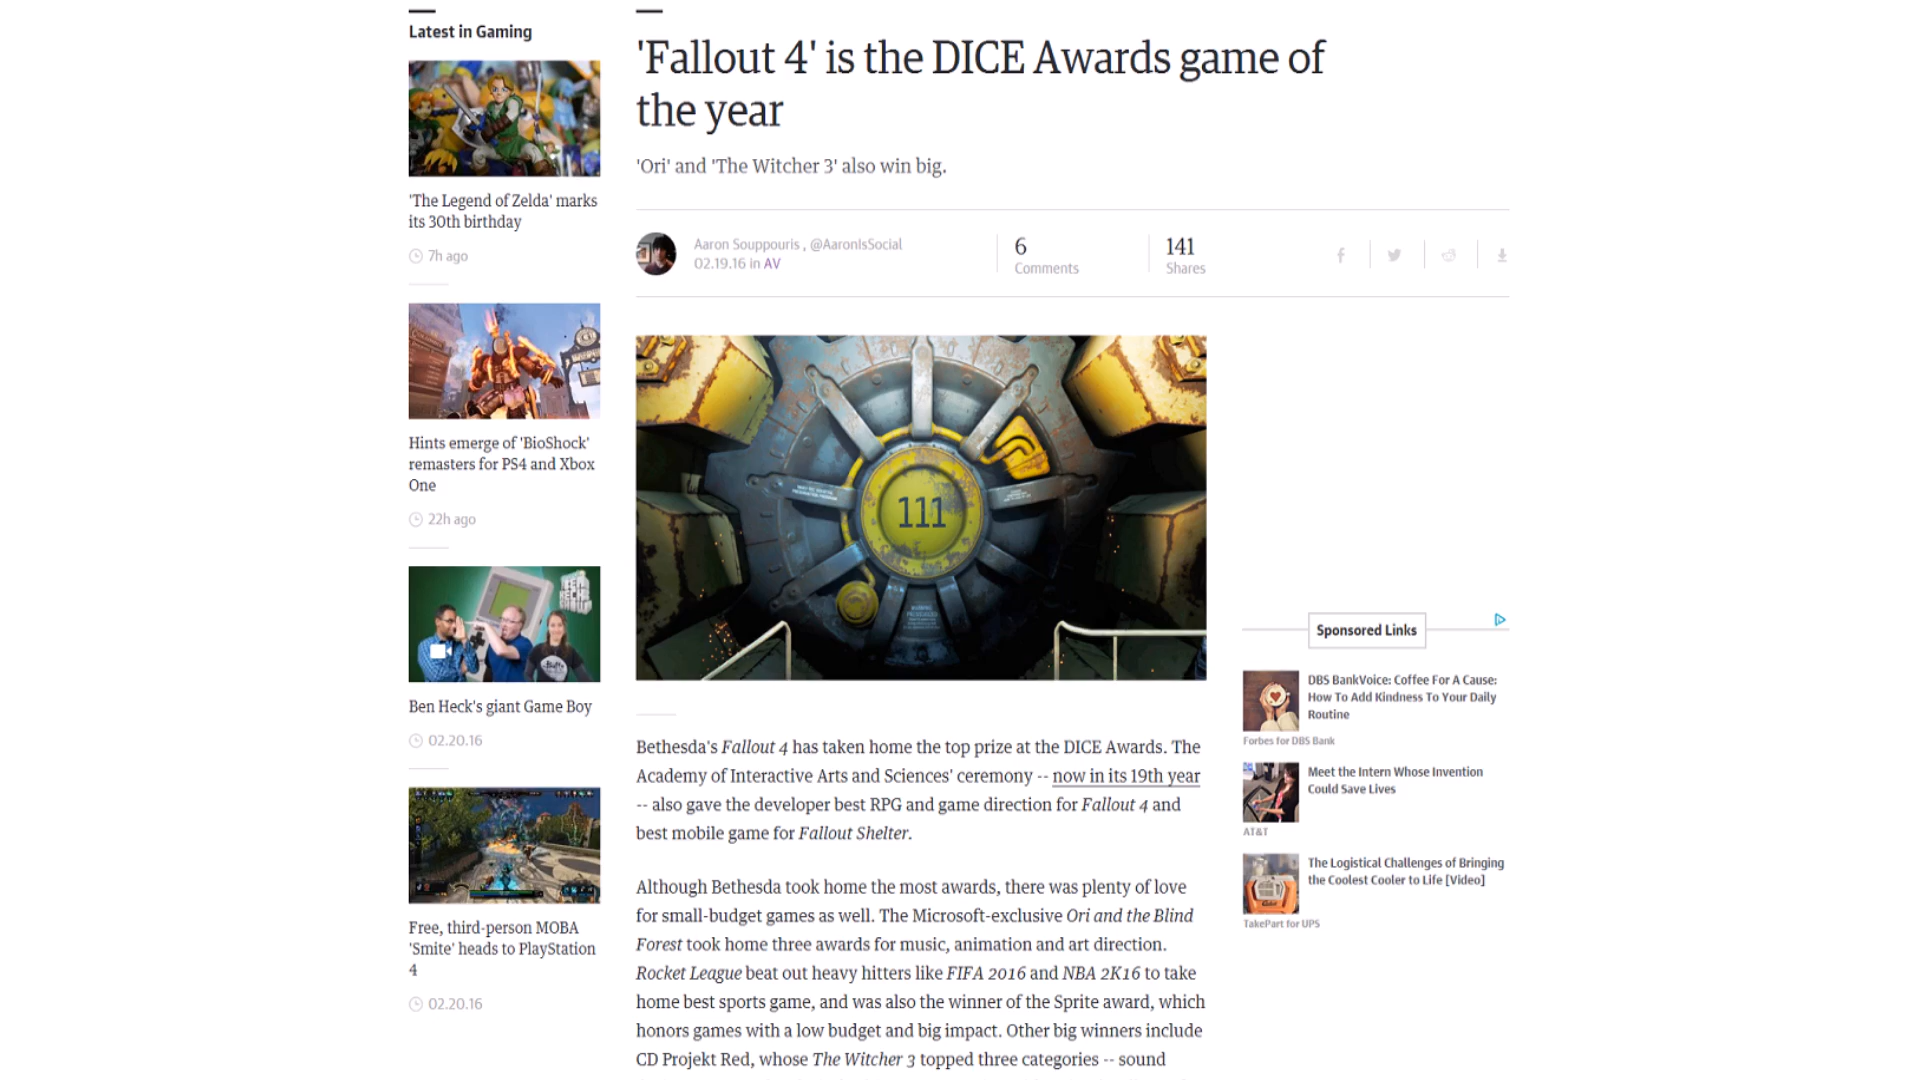 Latest in Gaming
'The Legend of Zelda' marks
its 30th birthday
7h ago
Hints emerge of 'BioShock'
remasters for PS4 and Xbox
One
22h ago
Ben Heck's giant Game Boy
02.20.16
Free, third-person MOBA
'Smite' heads to PlayStation
4
02.20.16
'Fallout 4' is the DICE Awards game of
the year
'Ori' and 'The Witcher 3' also win big.
Aaron Souppouris , @AaronIsSocial
02.19.16 in AV
6
Comments
141
Shares
111
Bethesda's Fallout 4 has taken home the top prize at the DICE Awards. The
Academy of Interactive Arts and Sciences' ceremony -- now in its 19th year
-- also gave the developer best RPG and game direction for Fallout 4 and
best mobile game for Fallout Shelter.
Although Bethesda took home the most awards, there was plenty of love
for small-budget games as well. The Microsoft-exclusive Ori and the Blind
Forest took home three awards for music, animation and art direction.
Rocket League beat out heavy hitters like FIFA 2016 and NBA 2K16 to take
home best sports game, and was also the winner of the Sprite award, which
honors games with a low budget and big impact. Other big winners include
CD Projekt Red, whose The Witcher 3 topped three categories -- sound
Sponsored Links
DBS BankVoice: Coffee For A Cause:
How To Add Kindness To Your Daily
Routine
Forbes for DBS Bank
Meet the Intern Whose Invention
Could Save Lives
AT&T
The Logistical Challenges of Bringing
the Coolest Cooler to Life [Video]
TakePart for UPS